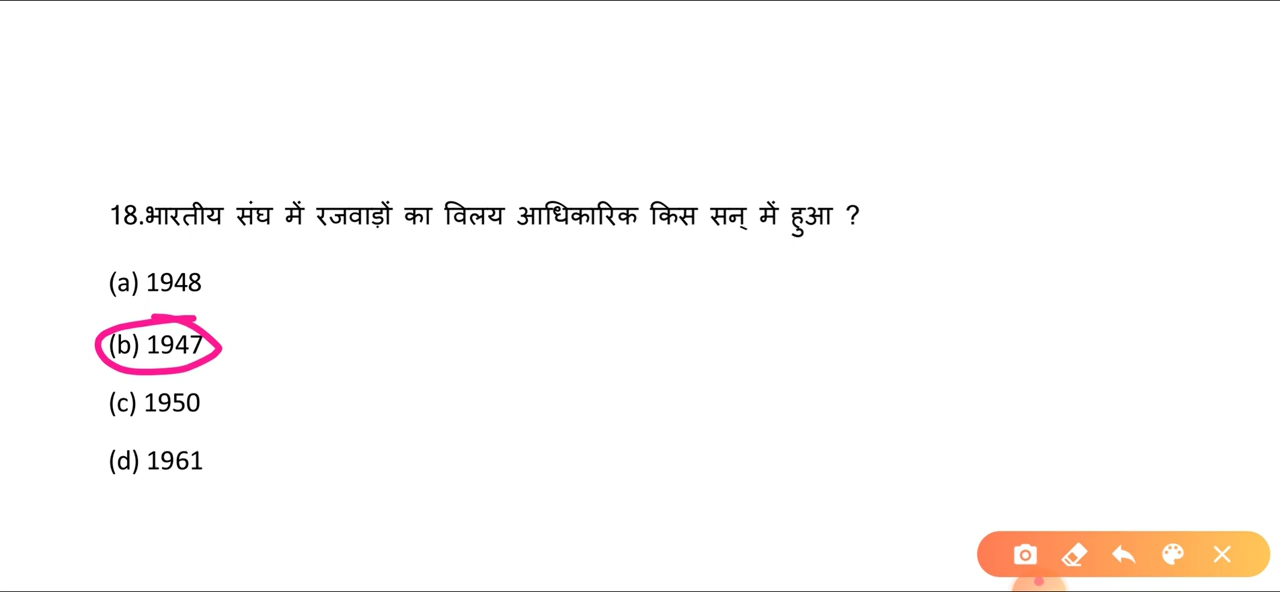 18.भारतीय संघ में रजवाड़ों का विलय आधिकारिक किस सन् में हुआ ?
(a) 1948
(b) 1947
(c) 1950
(d) 1961